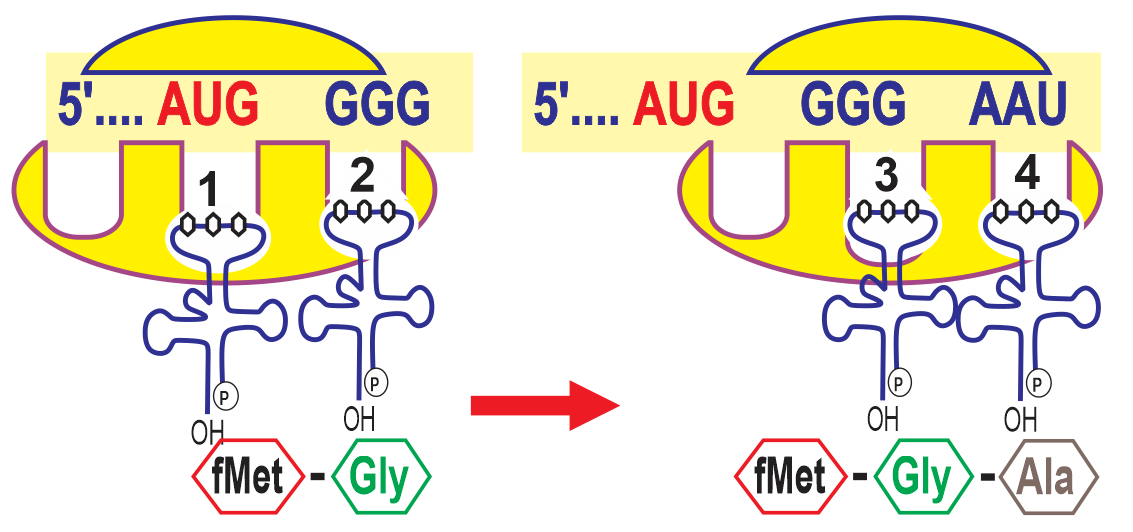 5'.... AUG GGG
5'.... AUG GGG AAU
1 2
3 4
P P
P P
OH OH
OH OH
fMet - Gly
fMet - Gly - Ala